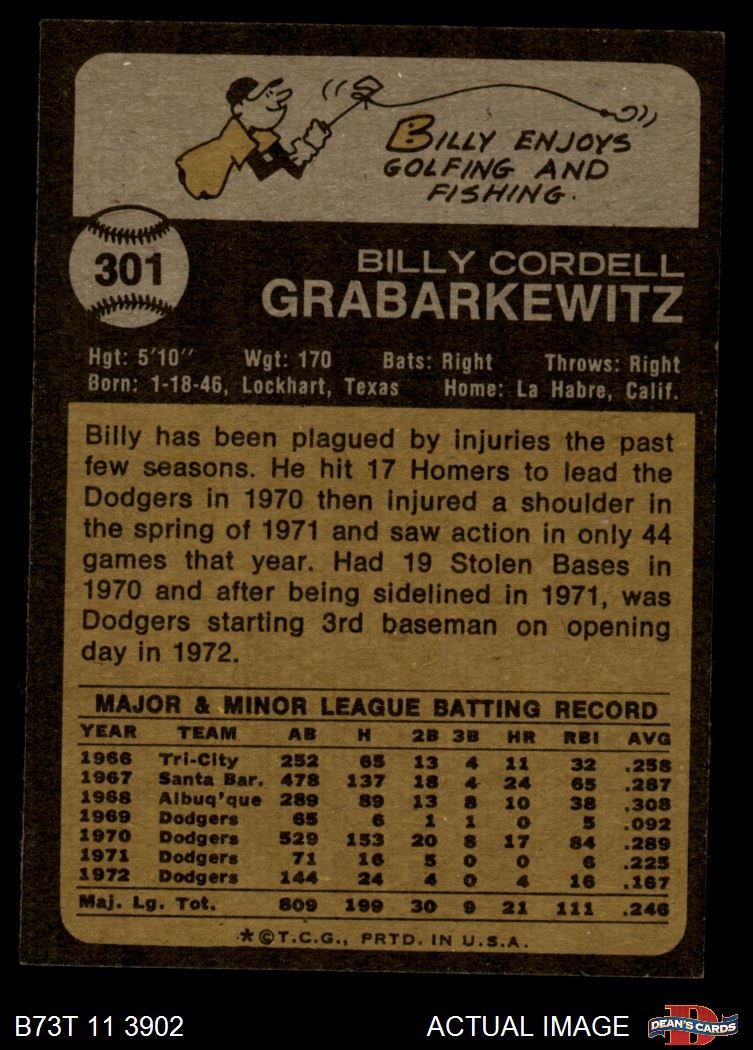 BILLY ENJOYS
GOLFING AND
FISHING.
301
BILLY CORDELL
GRABARKEWITZ
Hgt: 5'10" Wgt: 170 Bats: Right Throws: Right
Born: 1-18-46, Lockhart, Texas Home: La Habre, Calif.
Billy has been plagued by injuries the past
few seasons. He hit 17 Homers to lead the
Dodgers in 1970 then injured a shoulder in
the spring of 1971 and saw action in only 44
games that year. Had 19 Stolen Bases in
1970 and after being sidelined in 1971, was
Dodgers starting 3rd baseman on opening
day in 1972.
MAJOR & MINOR LEAGUE BATTING RECORD
YEAR TEAM AB H 2B 3B HR RBI AVG
1966 Tri-City 252 65 13 4 11 32 .258
1967 Santa Bar. 478 137 18 4 24 65 .287
1968 Albuq'que 289 89 13 8 10 38 .308
1969 Dodgers 65 6 1 1 0 5 .092
1970 Dodgers 529 153 20 8 17 84 .289
1971 Dodgers 71 16 5 0 0 6 .225
1972 Dodgers 144 24 4 0 4 16 .167
Maj. Lg. Tot. 809 199 30 9 21 111 .246
*©T.C.G., PRTD. IN U.S.A.
B73T 11 3902 ACTUAL IMAGE D DEAN'S CARDS